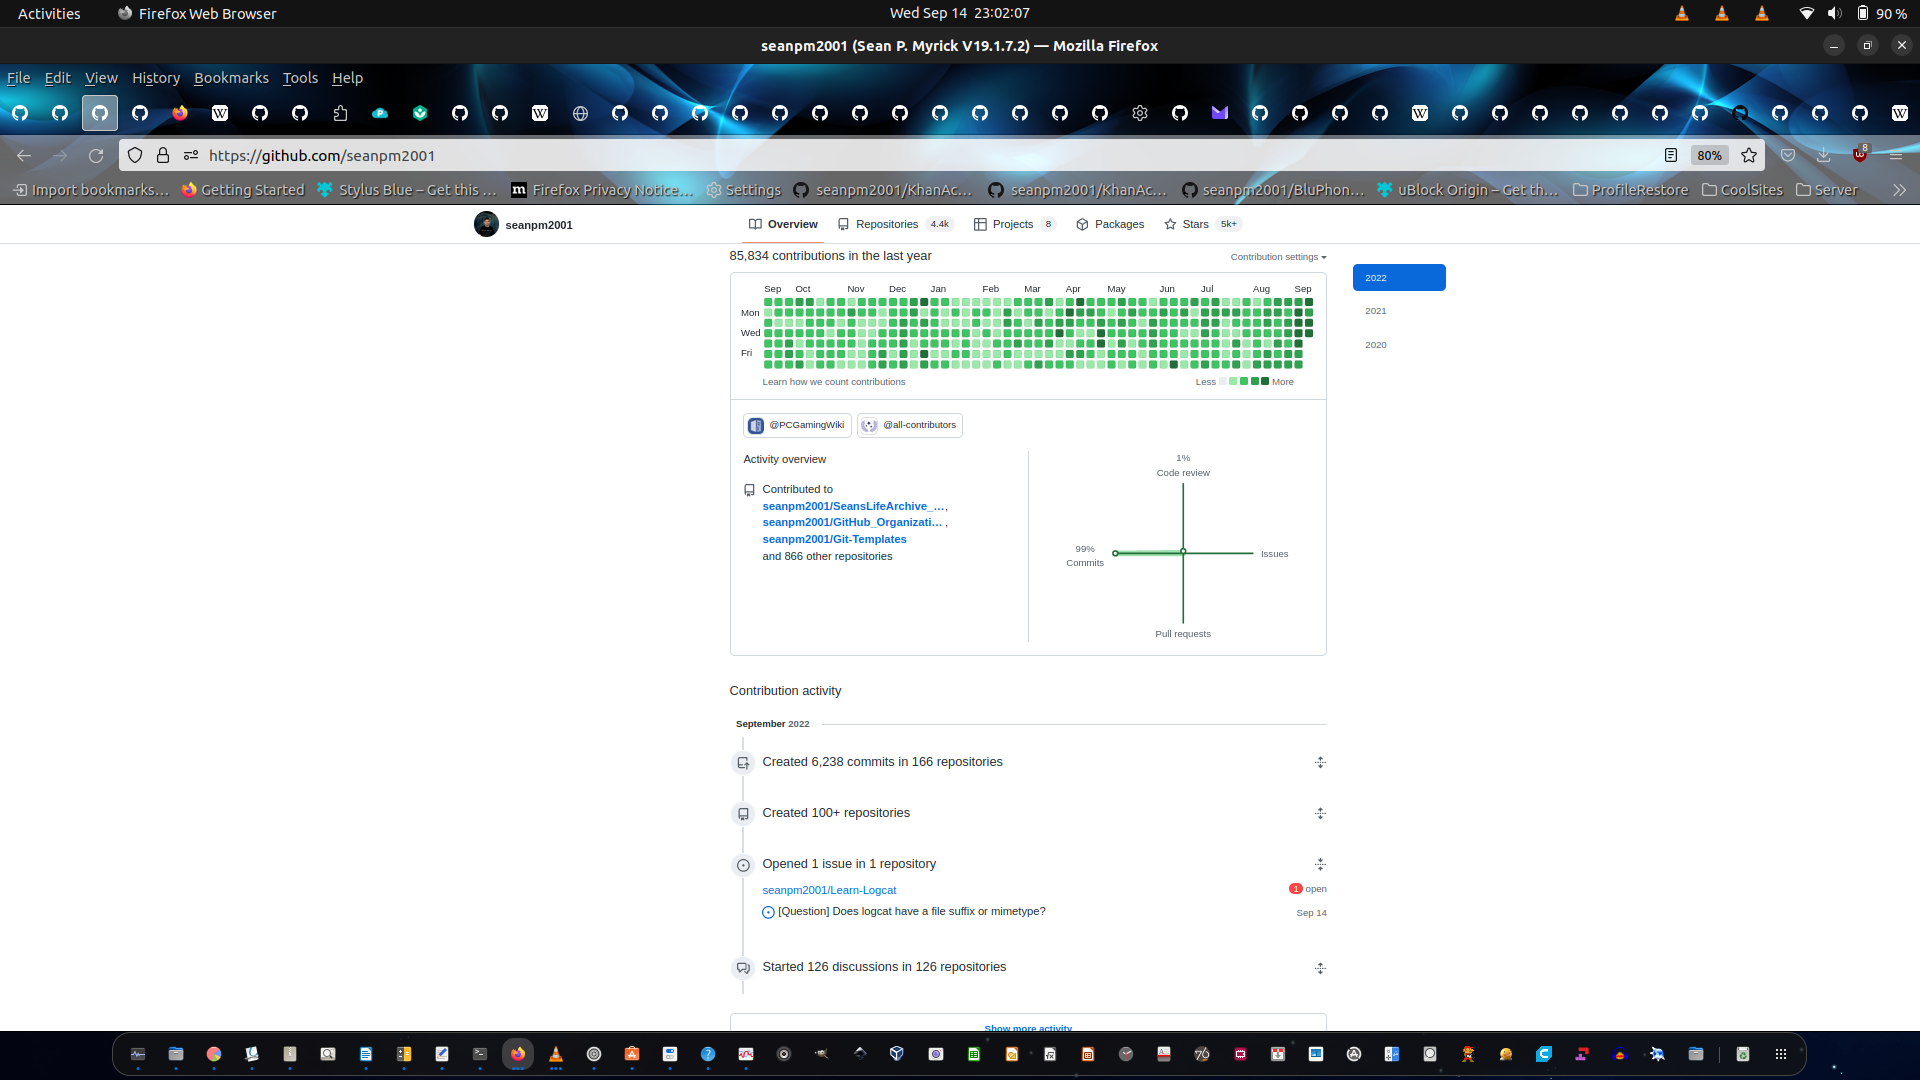 Activities
Firefox Web Browser
Wed Sep 14 23:02:07
90 %
seanpm2001 (Sean P. Myrick V19.1.7.2) — Mozilla Firefox
File Edit View History Bookmarks Tools Help
https://github.com/seanpm2001
80%
8
Import bookmarks…
Getting Started
Stylus Blue – Get this …
Firefox Privacy Notice…
Settings
seanpm2001/KhanAc…
seanpm2001/KhanAc…
seanpm2001/BluPhon…
uBlock Origin – Get th…
ProfileRestore
CoolSites
Server
seanpm2001
Overview
Repositories 4.4k
Projects 8
Packages
Stars 5k+
85,834 contributions in the last year
Contribution settings
2022
2021
2020
Sep Oct Nov Dec Jan Feb Mar Apr May Jun Jul Aug Sep
Mon
Wed
Fri
Learn how we count contributions
Less
More
@PCGamingWiki
@all-contributors
Activity overview
Contributed to
seanpm2001/SeansLifeArchive_…,
seanpm2001/GitHub_Organizati… ,
seanpm2001/Git-Templates
and 866 other repositories
1%
Code review
99%
Commits
Issues
Pull requests
Contribution activity
September 2022
Created 6,238 commits in 166 repositories
Created 100+ repositories
Opened 1 issue in 1 repository
seanpm2001/Learn-Logcat
1 open
[Question] Does logcat have a file suffix or mimetype?
Sep 14
Started 126 discussions in 126 repositories
Show more activity